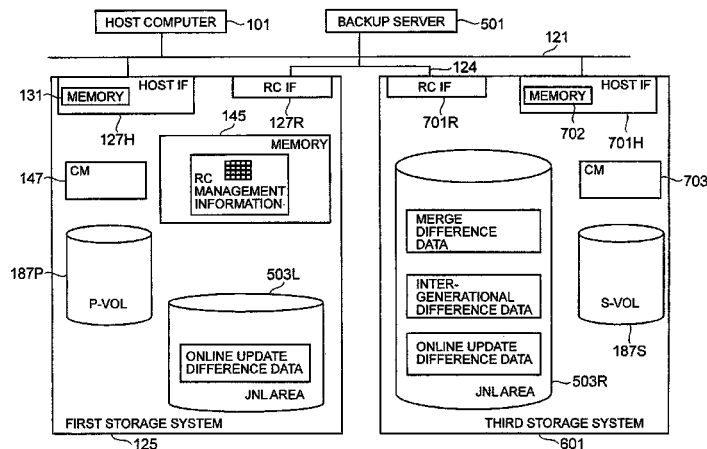 HOST COMPUTER
101
BACKUP SERVER
501
121
124
131
MEMORY
HOST IF
127H
RC IF
127R
145
MEMORY
RC
MANAGEMENT
INFORMATION
147
CM
187P
P-VOL
503L
ONLINE UPDATE
DIFFERENCE DATA
JNL AREA
FIRST STORAGE SYSTEM
125
RC IF
701R
MEMORY
HOST IF
702
701H
CM
703
MERGE
DIFFERENCE
DATA
INTER-
GENERATIONAL
DIFFERENCE DATA
ONLINE UPDATE
DIFFERENCE DATA
JNL AREA
503R
S-VOL
187S
THIRD STORAGE SYSTEM
601